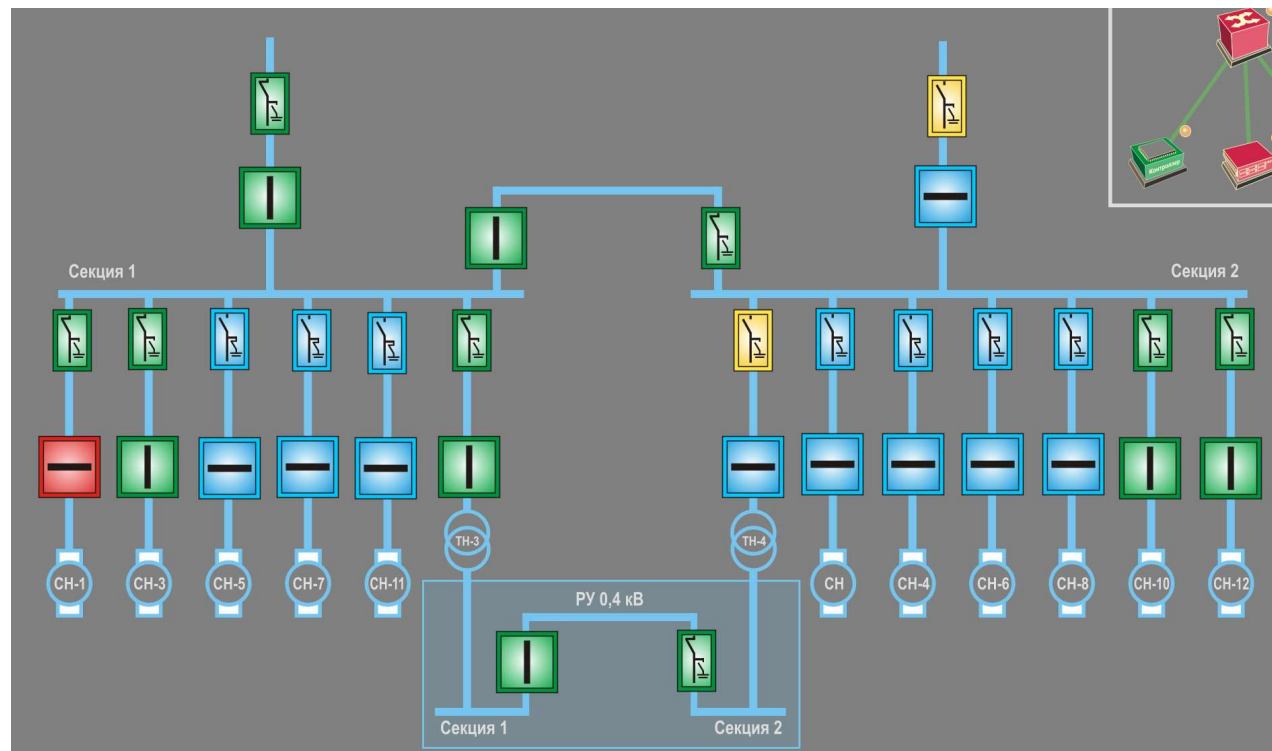 Контроллер
Секция 1
Секция 2
ТН-3
ТН-4
СН-1
СН-3
СН-5
СН-7
СН-11
СН
СН-4
СН-6
СН-8
СН-10
СН-12
РУ 0,4 кВ
Секция 1
Секция 2